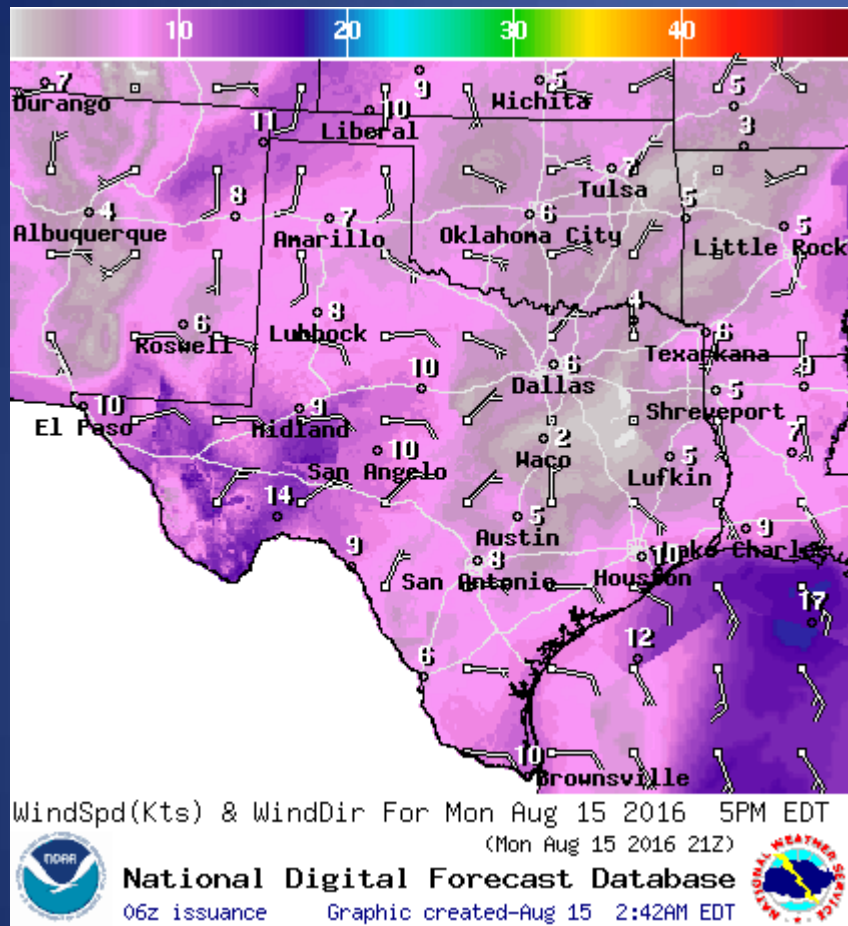 10 20 30 40
7 9 5 5
Durango Wichita
10
Liberal
11 3
7
Tulsa
4 8 7 6 5 5
Albuquerque Amarillo Oklahoma City Little Rock
4
6 8 6
Roswell Lubbock Texarkana
6
Dallas
10 9
10 9 5
El Paso Midland Shreveport
2 7
10 Waco 5
San Angelo Lufkin
14 5
Austin 9
9 8 10 Lake Charles
San Antonio Houston
17
12
6
10
Brownsville
WindSpd(Kts) & WindDir For Mon Aug 15 2016 5PM EDT
(Mon Aug 15 2016 21Z)
NOAA
National Digital Forecast Database
06z issuance Graphic created-Aug 15 2:42AM EDT
NATIONAL WEATHER SERVICE